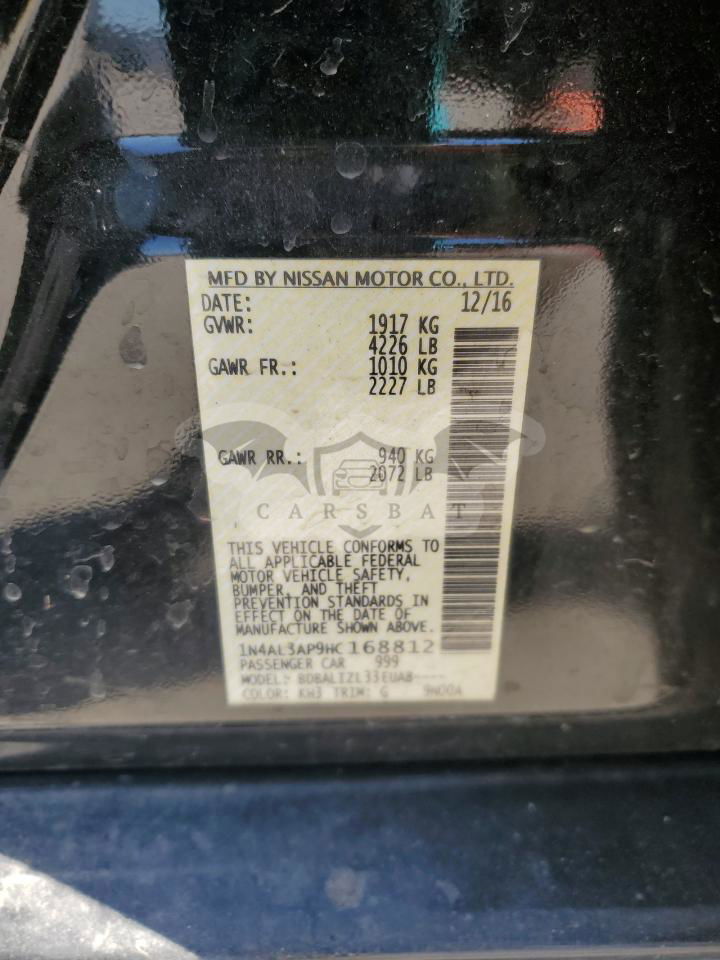 MFD BY NISSAN MOTOR CO., LTD.
DATE: 12/16
GVWR: 1917 KG
4226 LB
GAWR FR.: 1010 KG
2227 LB
GAWR RR.: 940 KG
2072 LB
CARSBAT
THIS VEHICLE CONFORMS TO
ALL APPLICABLE FEDERAL
MOTOR VEHICLE SAFETY,
BUMPER, AND THEFT
PREVENTION STANDARDS IN
EFFECT ON THE DATE OF
MANUFACTURE SHOWN ABOVE.
1N4AL3AP9HC168812
PASSENGER CAR 999
MODEL:
COLOR: KH3 TRIM: G